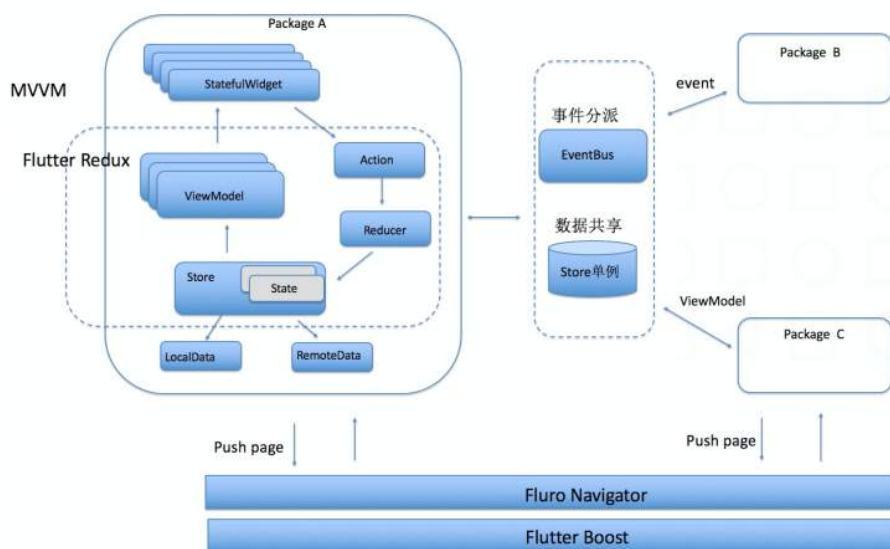 Package A
Package B
StatefulWidget
MVVM
event
事件分派
EventBus
Flutter Redux
Action
ViewModel
Reducer
数据共享
Store
State
Store单例
ViewModel
Package C
LocalData
RemoteData
Push page
Push page
Fluro Navigator
Flutter Boost